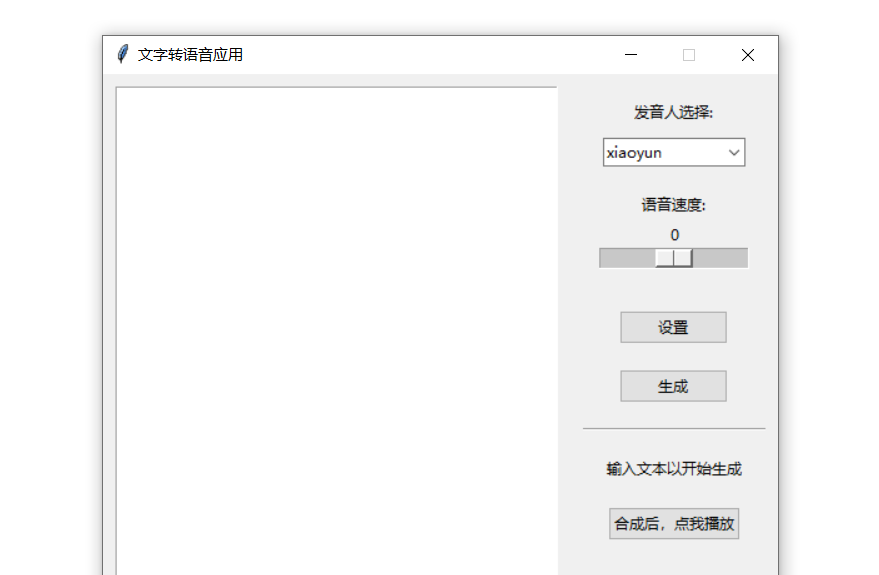 文字转语音应用
发音人选择:
xiaoyun
语音速度:
0
设置
生成
输入文本以开始生成
合成后，点我播放